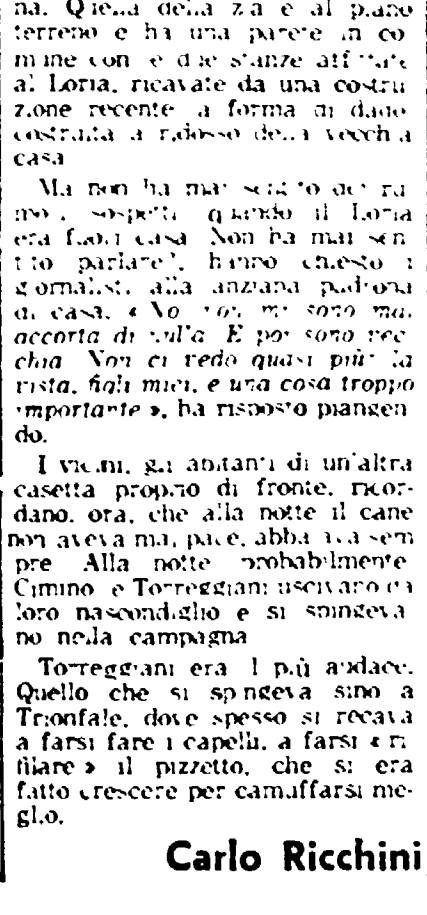 na. Quella della zia è al piano
terreno e ha una parete in co
mune con le due stanze affittate
al Loria, ricavate da una costru
zione recente a forma di dado
costruita a ridosso della vecchia
casa
Ma non ha mai sentito dei ru
mori sospetti quando il Loria
era fuori casa Non ha mai sen
tito parlare?, hanno chiesto i
giornalisti alla anziana padrona
di casa. « No non mi sono mai
accorta di nulla E poi sono vec
chia Non ci vedo quasi più: la
vista, figli miei, e una cosa troppo
importante », ha risposto piangen
do.
I vicini, gli abitanti di un'altra
casetta proprio di fronte, ricor-
dano, ora, che alla notte il cane
non aveva mai pace, abbaiava sem
pre Alla notte probabilmente
Cimino e Torreggiani uscivano da
loro nascondiglio e si spingeva
no nella campagna
Torreggiani era il più audace.
Quello che si spingeva sino a
Trionfale, dove spesso si recava
a farsi fare i capelli, a farsi « ri
filare » il pizzetto, che si era
fatto crescere per camuffarsi me-
glio.
Carlo Ricchini